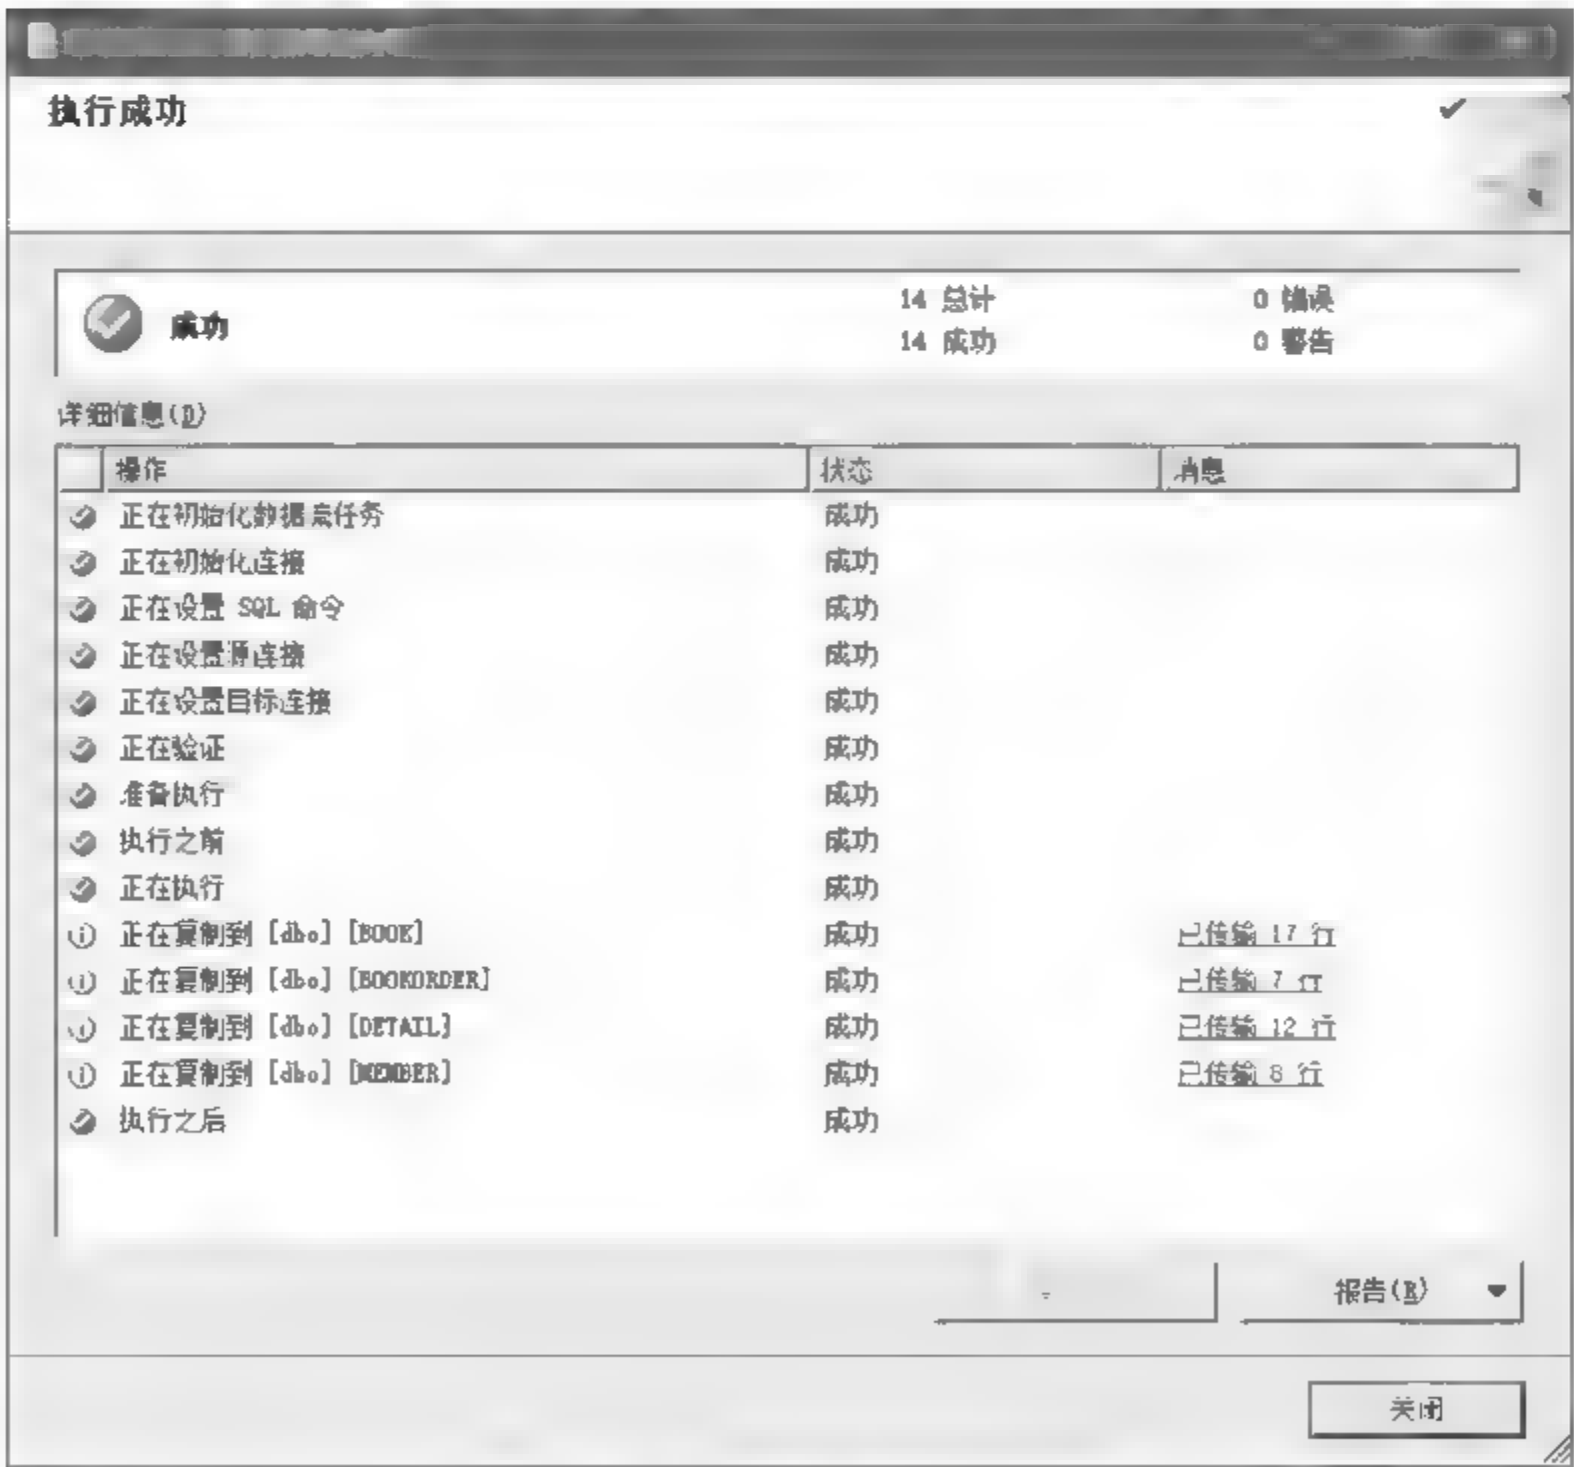 执行成功
成功
14 总计
0 错误
14 成功
0 警告
详细信息(D)
操作 状态 消息
正在初始化数据流任务 成功
正在初始化连接 成功
正在设置 SQL 命令 成功
正在设置源连接 成功
正在设置目标连接 成功
正在验证 成功
准备执行 成功
执行之前 成功
正在执行 成功
正在复制到 [dbo] [BOOK] 成功 已传输 17 行
正在复制到 [dbo] [BOOKORDER] 成功 已传输 7 行
正在复制到 [dbo] [DETAIL] 成功 已传输 12 行
正在复制到 [dbo] [MEMBER] 成功 已传输 8 行
执行之后 成功
报告(R)
关闭